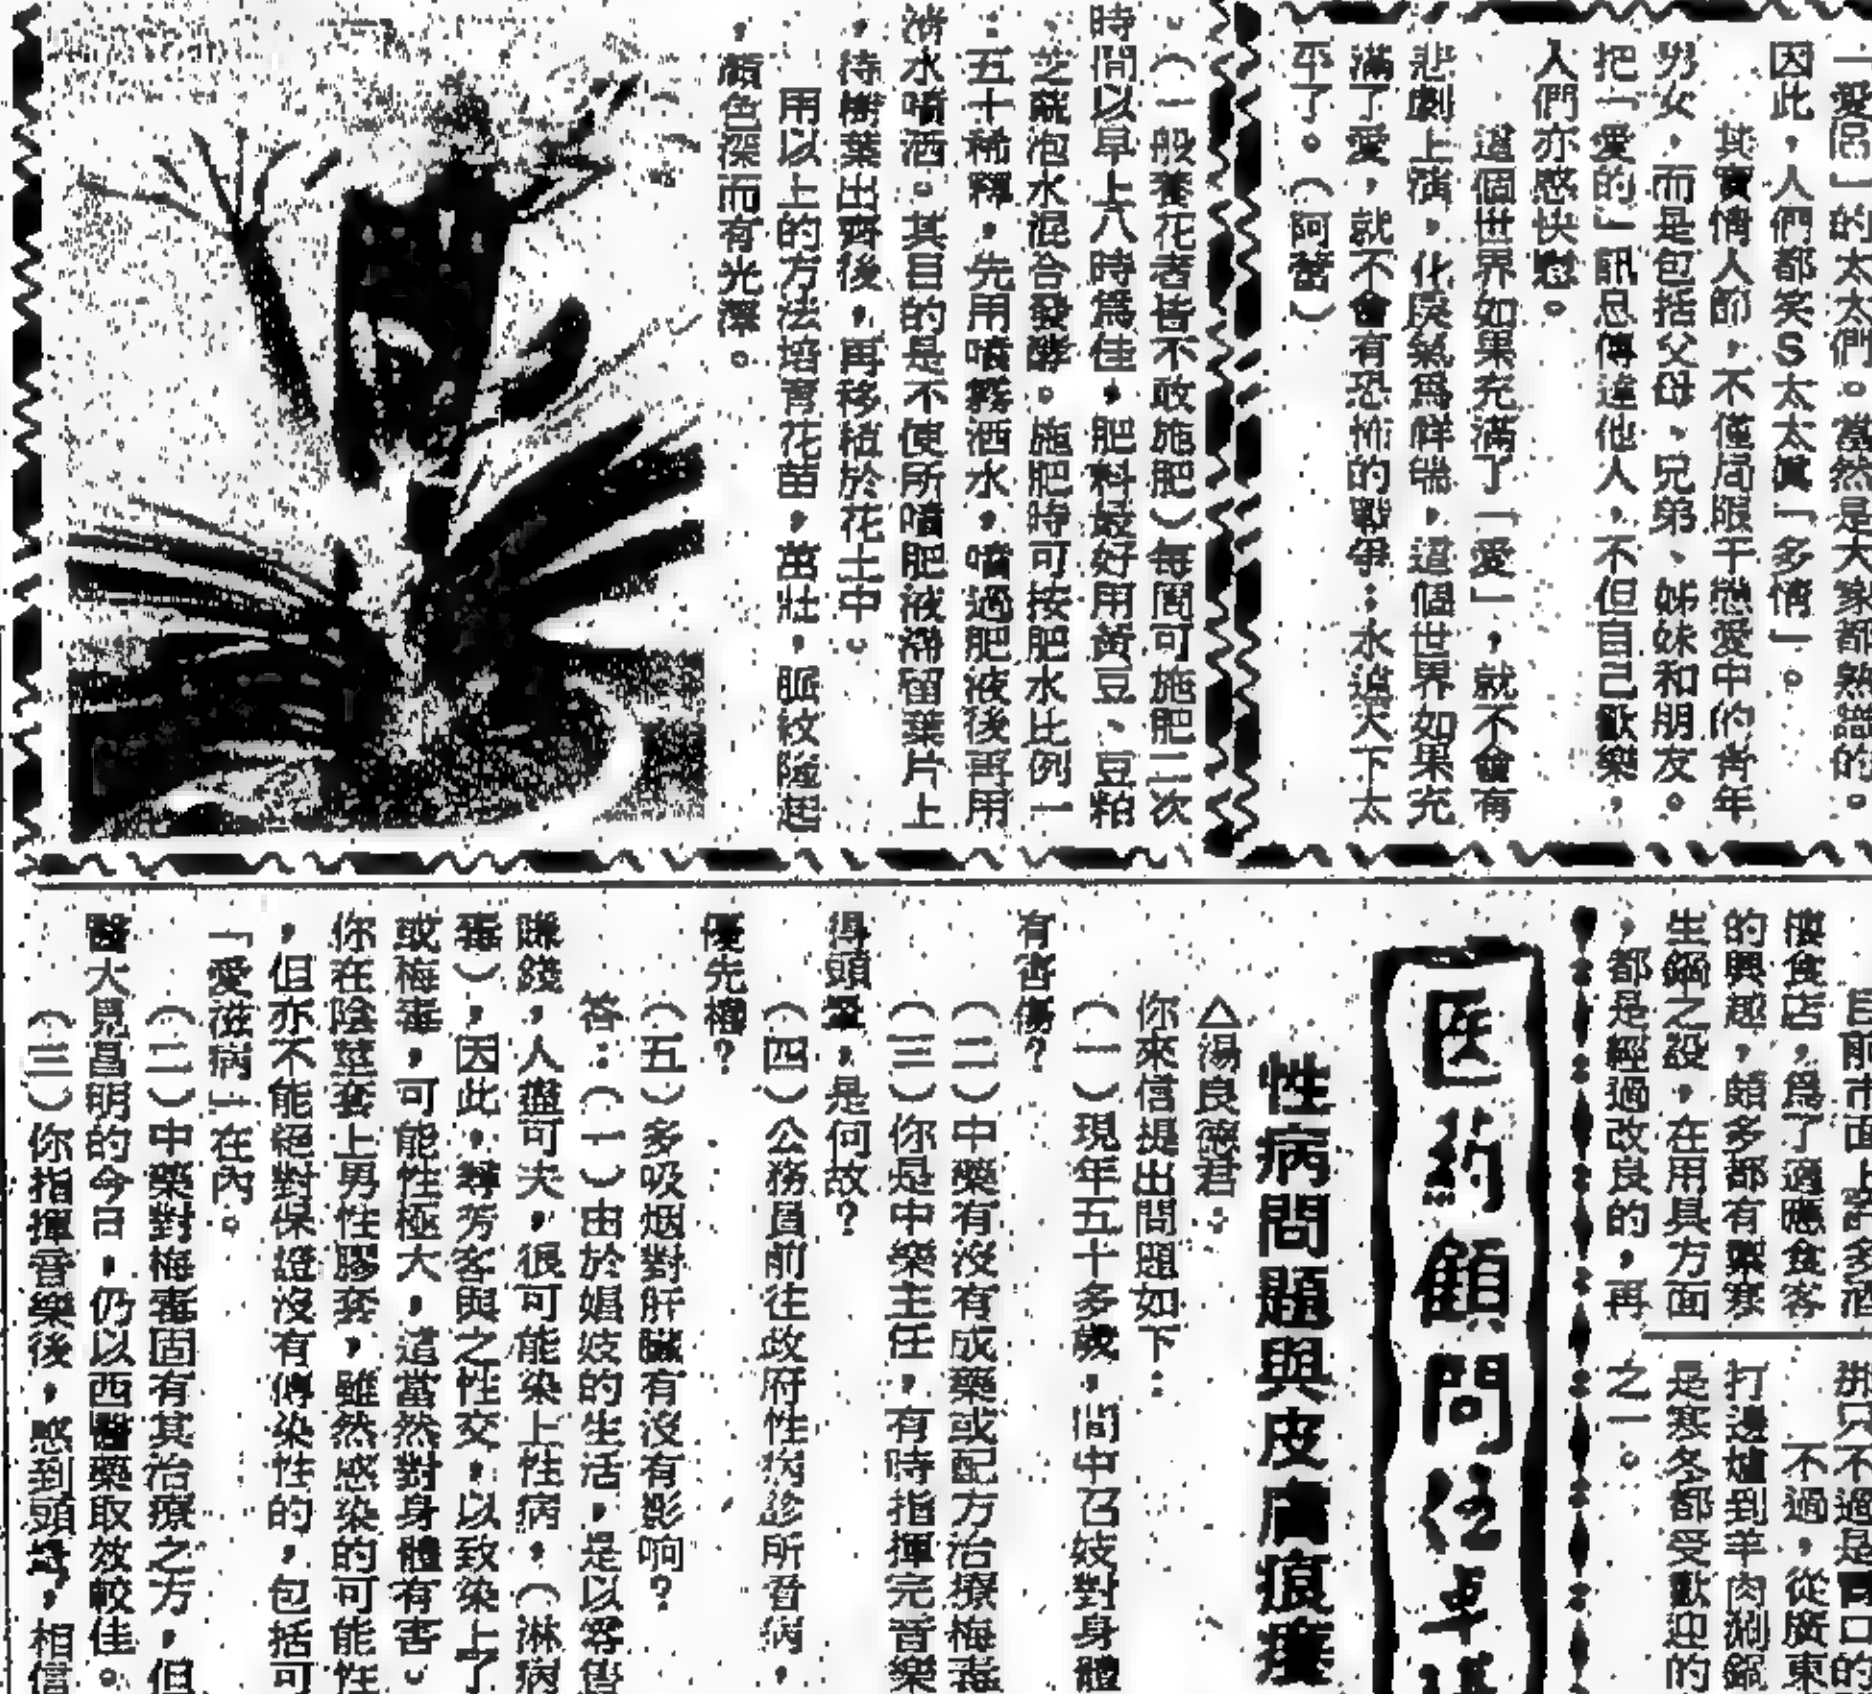 「愛侶」的太太們。當然是大家都熟識的。
因此，人們都笑S太太眞「多情」。
其實情人節，不僅局限于戀愛中的青年
男女，而是包括父母、兄弟、姊妹和朋友。
把「愛的」訊息傳達他人，不但自己歡樂，
人們亦感快慰。
這個世界如果充滿了「愛」，就不會有
悲劇上演，化戾氣爲祥瑞，這個世界如果充
滿了愛，就不會有恐怖的戰爭；永遠天下太
平了。（阿蕾）
。（一般養花者皆不敢施肥）每間可施肥二次
時間以早上八時爲佳，肥料最好用黃豆、豆粕
、芝蔴泡水混合發酵。施肥時可按肥水比例一
：五十稀釋，先用噴霧洒水，噴過肥液後再用
清水噴洒。其目的是不使所噴肥液滯留葉片上
，待樹葉出齊後，再移植於花土中。
用以上的方法培育花苗，茁壯，脈紋隆起
，顏色深而有光澤。
目前市面上許多酒
樓食店，爲了適應食客
的興趣，頗多都有禦寒
生鍋之設，在用具方面
，都是經過改良的，再
不過，從廣東
打邊爐到羊肉涮鍋
是寒冬都受歡迎的
之一。
医药顧問伍卓琪
性病問題與皮膚痕癢
△湯良德君：
你來信提出問題如下：
（一）現年五十多歲，間中召妓對身體
有害傷？
（二）中藥有沒有成藥或配方治療梅毒
（三）你是中樂主任，有時指揮完音樂
得頭暈，是何故？
（四）公務員前往政府性病診所看病，
優先權？
（五）多吸烟對肝臟有沒有影响？
答：（一）由於娼妓的生活，是以零售
賺錢，人盡可夫，很可能染上性病，（淋病
毒），因此，尋芳客與之性交，以致染上了
或梅毒，可能性極大，這當然對身體有害。
你在陰莖套上男性膠套，雖然感染的可能性
，但亦不能絕對保證沒有傳染性的，包括可
「愛滋病」在內。
（二）中藥對梅毒固有其治療之方，但
醫大見昌明的今日，仍以西醫藥取效較佳。
（三）你指揮音樂後，感到頭暈，相信